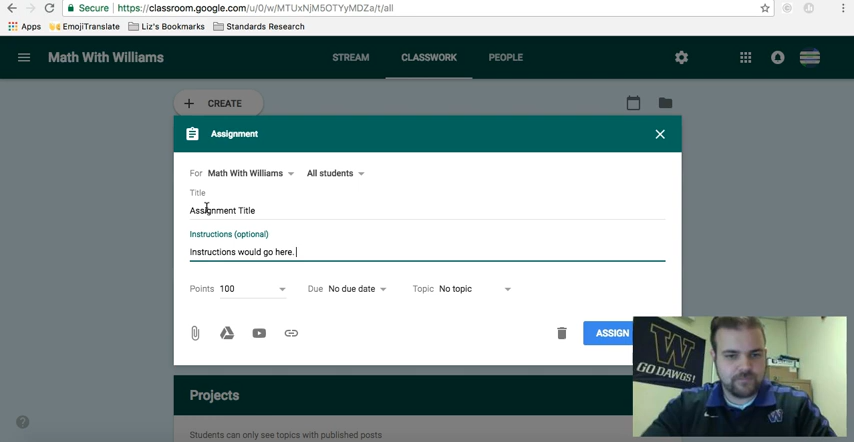 Secure https://classroom.google.com/u/0/w/MTUxNjM5OTYyMDZa/t/all
Apps EmojiTranslate Liz's Bookmarks Standards Research
Math With Williams STREAM CLASSWORK PEOPLE
+ CREATE
Assignment
For Math With Williams All students
Title
Assignment Title
Instructions (optional)
Instructions would go here.
Points 100 Due No due date Topic No topic
ASSIGN
W
GO DAWGS!
W
Projects
Students can only see topics with published posts
?